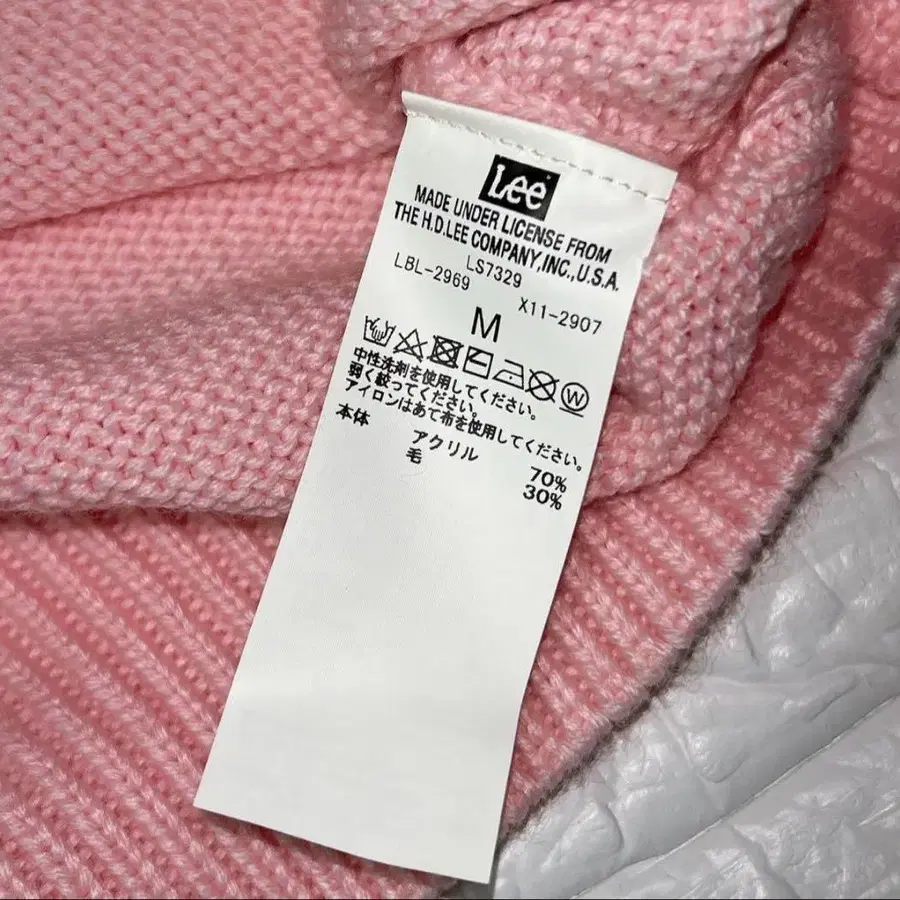 Lee
MADE UNDER LICENSE FROM
THE H.D.LEE COMPANY,INC.,U.S.A.
LS7329
LBL-2969
X11-2907
M
W
中性洗剤を使用してください。
弱く絞ってください。
アイロンはあて布を使用してください。
本体
アクリル 70%
毛 30%